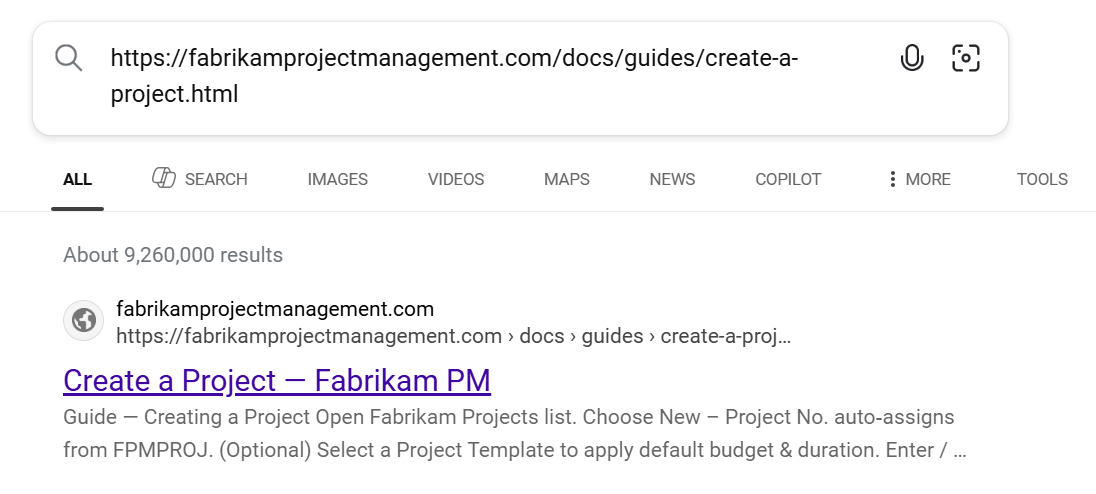 https://fabrikamprojectmanagement.com/docs/guides/create-a-
project.html
ALL SEARCH IMAGES VIDEOS MAPS NEWS COPILOT MORE TOOLS
About 9,260,000 results
fabrikamprojectmanagement.com
https://fabrikamprojectmanagement.com › docs › guides › create-a-proj...
Create a Project — Fabrikam PM
Guide — Creating a Project Open Fabrikam Projects list. Choose New – Project No. auto-assigns
from FPMPROJ. (Optional) Select a Project Template to apply default budget & duration. Enter / ...